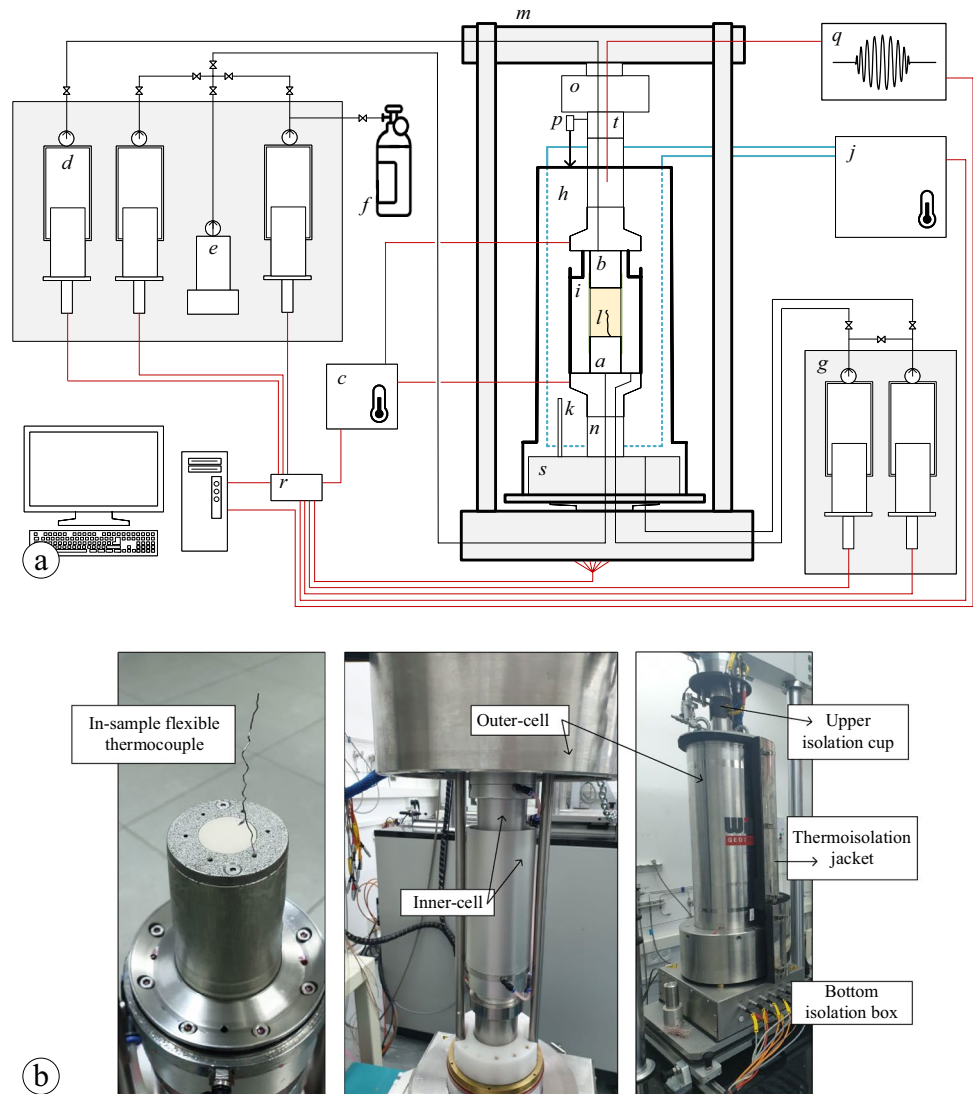 m
q
o
d
p
t
j
h
f
e
b
i
l
g
c
a
k
n
s
r
a
In-sample flexible
thermocouple
Outer-cell
Upper
isolation cup
Thermoisolation
jacket
Inner-cell
Bottom
isolation box
b